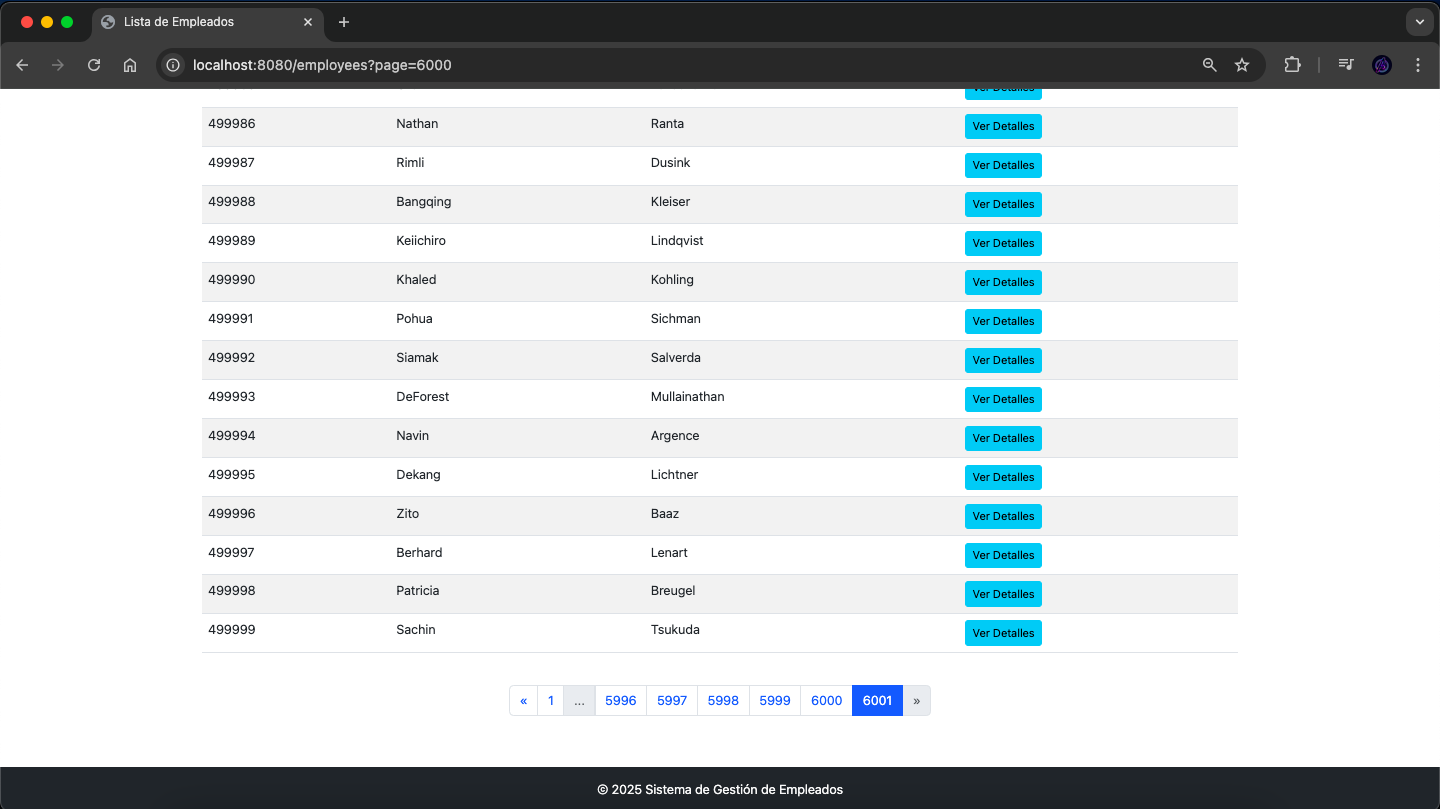 Lista de Empleados
localhost:8080/employees?page=6000
Ver Detalles
499986 Nathan Ranta Ver Detalles
499987 Rimli Dusink Ver Detalles
499988 Bangqing Kleiser Ver Detalles
499989 Keiichiro Lindqvist Ver Detalles
499990 Khaled Kohling Ver Detalles
499991 Pohua Sichman Ver Detalles
499992 Siamak Salverda Ver Detalles
499993 DeForest Mullainathan Ver Detalles
499994 Navin Argence Ver Detalles
499995 Dekang Lichtner Ver Detalles
499996 Zito Baaz Ver Detalles
499997 Berhard Lenart Ver Detalles
499998 Patricia Breugel Ver Detalles
499999 Sachin Tsukuda Ver Detalles
« 1 ... 5996 5997 5998 5999 6000 6001 »
© 2025 Sistema de Gestión de Empleados